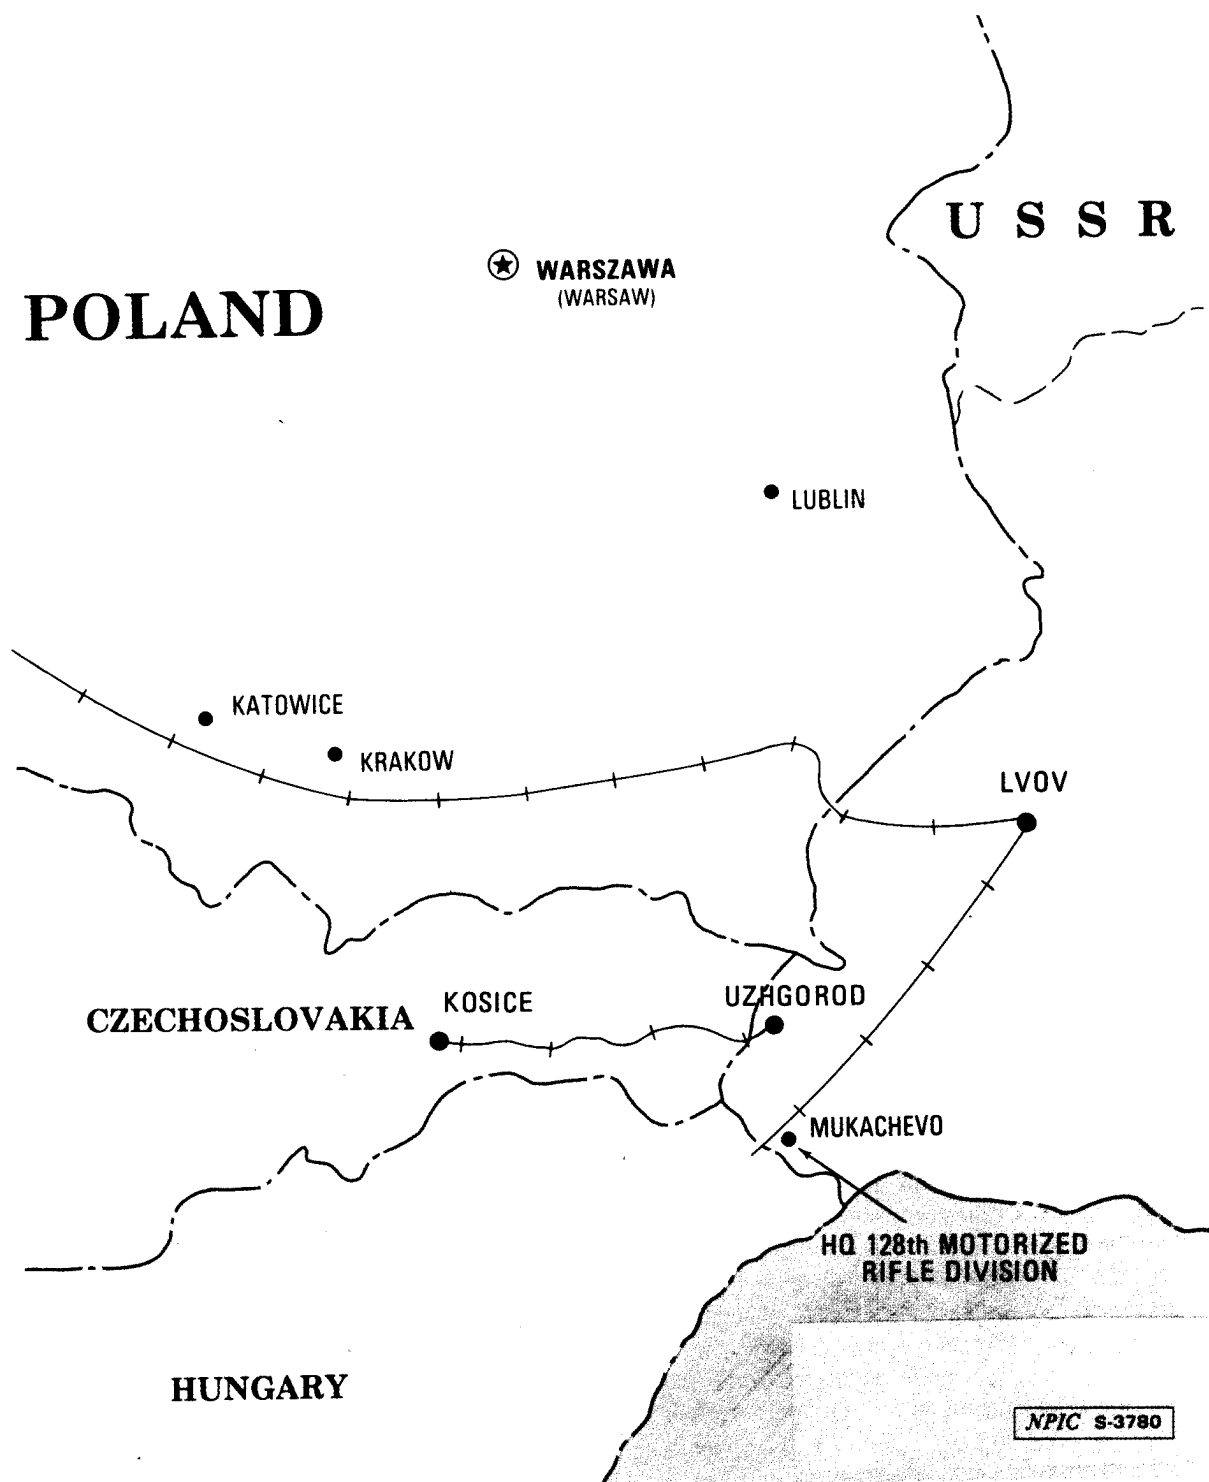 U S S R
WARSZAWA
(WARSAW)
POLAND
LUBLIN
KATOWICE
KRAKOW
LVOV
UZHGOROD
KOSICE
CZECHOSLOVAKIA
MUKACHEVO
HQ 128th MOTORIZED
RIFLE DIVISION
HUNGARY
NPIC S-3780